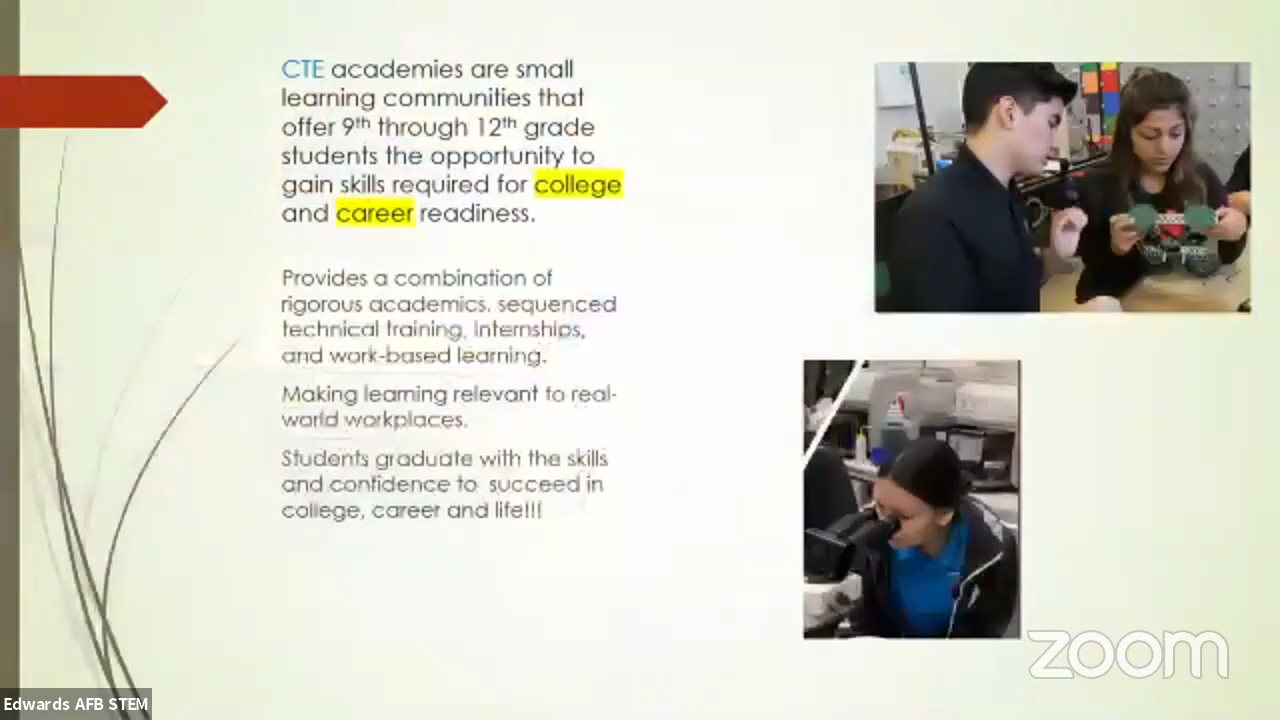 CTE academies are small
learning communities that
offer 9th through 12th grade
students the opportunity to
gain skills required for college
and career readiness.
Provides a combination of
rigorous academics, sequenced
technical training, internships,
and work-based learning.
Making learning relevant to real-
world workplaces.
Students graduate with the skills
and confidence to succeed in
college, career and life!!!
zoom
Edwards AFB STEM